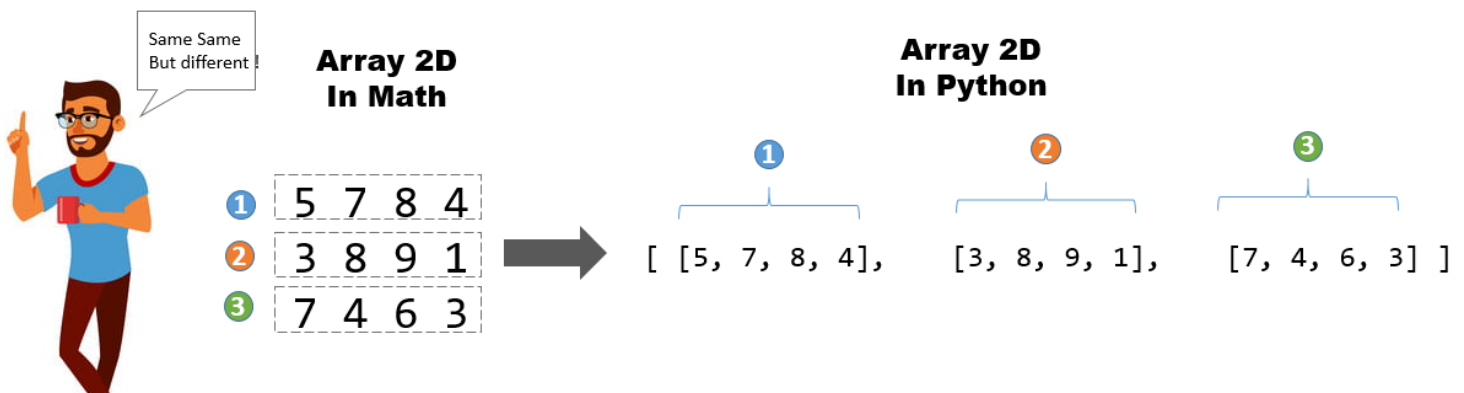 Same Same
But different !
Array 2D
In Math
Array 2D
In Python
1
5 7 8 4
2
3 8 9 1
3
7 4 6 3
1
2
3
[ [5, 7, 8, 4], [3, 8, 9, 1], [7, 4, 6, 3] ]